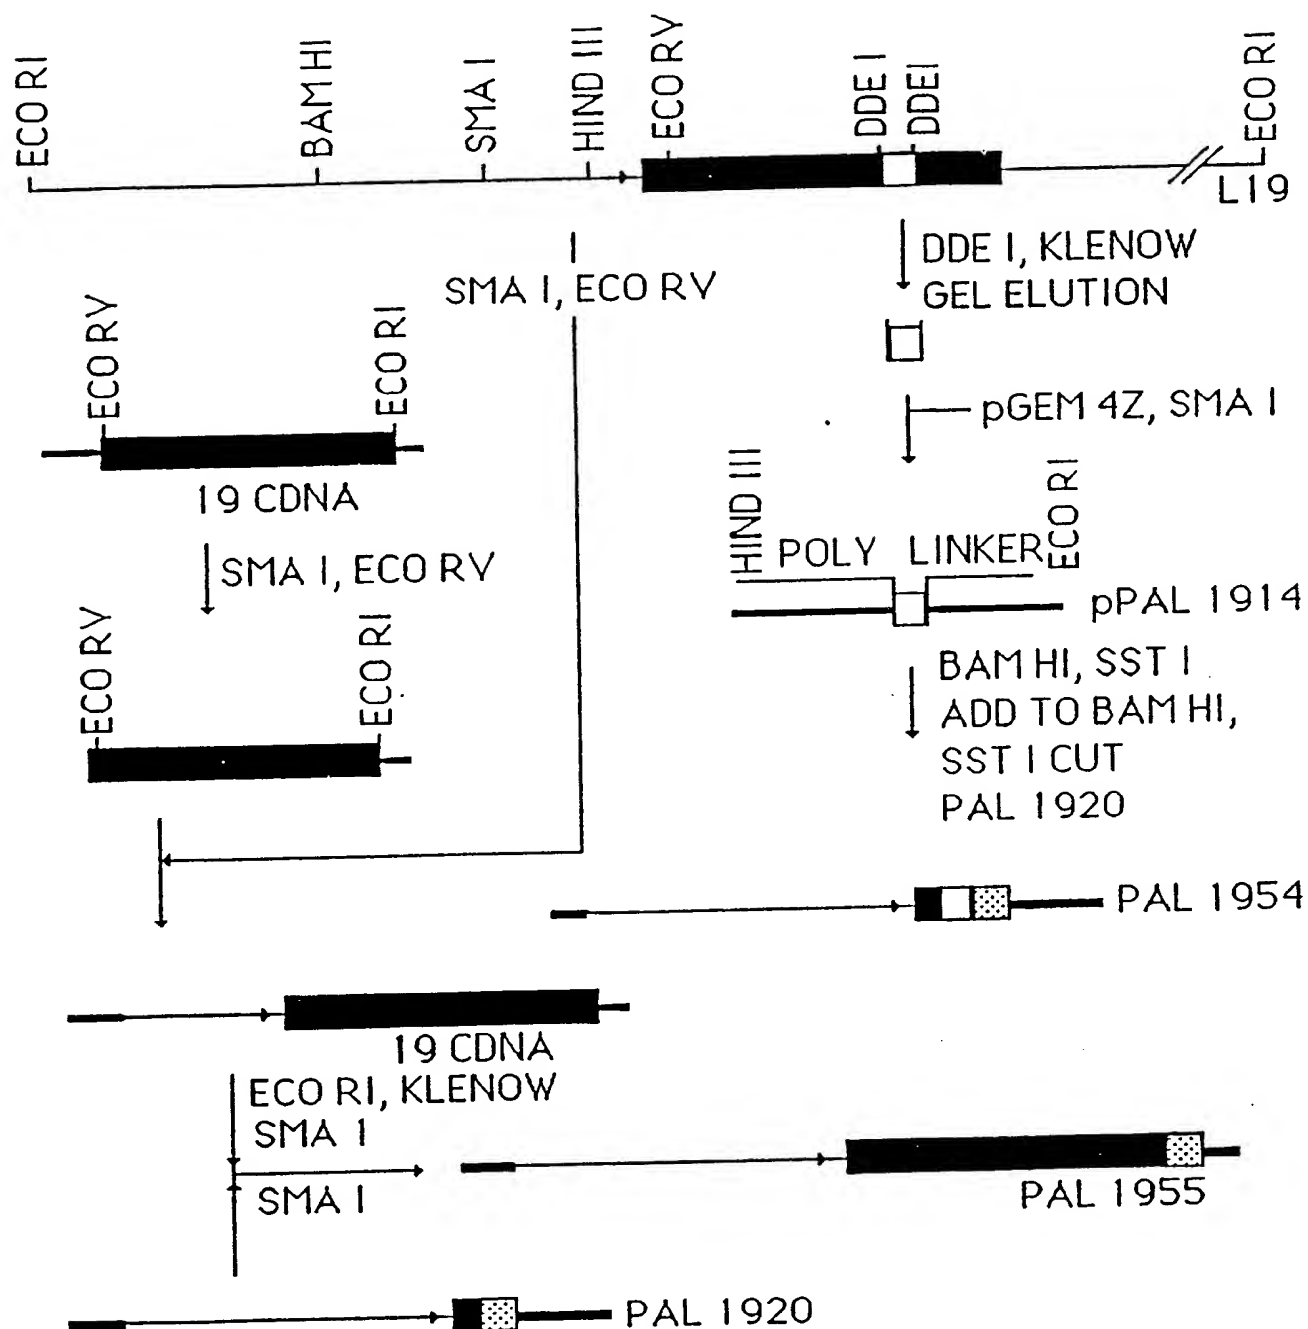 ECO RI
BAM HI
SMA I
HIND III
ECO RV
DDE I
DDEI
ECO RI
L19
SMA I, ECO RV
DDE I, KLENOW
GEL ELUTION
ECO RV
ECO RI
pGEM 4Z, SMA I
19 CDNA
HIND III
POLY LINKER
ECO RI
SMA I, ECO RV
pPAL 1914
ECO RV
ECO RI
BAM HI, SST I
ADD TO BAM HI,
SST I CUT
PAL 1920
PAL 1954
19 CDNA
ECO RI, KLENOW
SMA I
SMA I
PAL 1955
PAL 1920